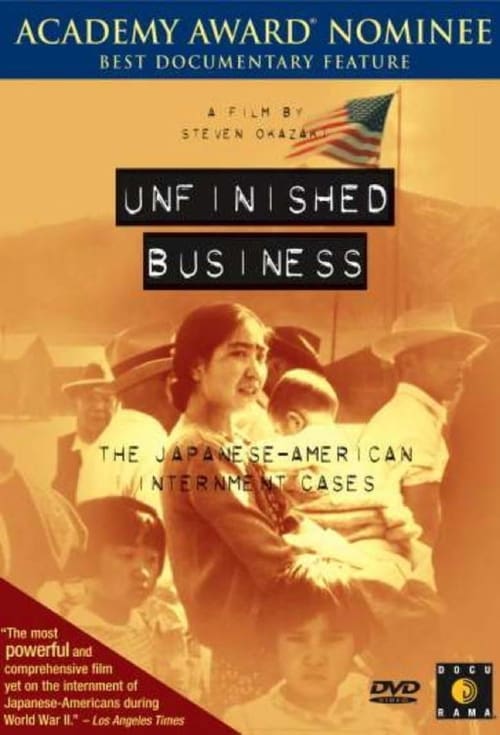 ACADEMY AWARD® NOMINEE
BEST DOCUMENTARY FEATURE
A FILM BY
STEVEN OKAZAKI
UNFINISHED
BUSINESS
THE JAPANESE-AMERICAN
INTERNMENT CASES
"The most
powerful and
comprehensive film
yet on the internment of
Japanese-Americans during
World War II." – Los Angeles Times
DVD
VIDEO
DOCU
RAMA